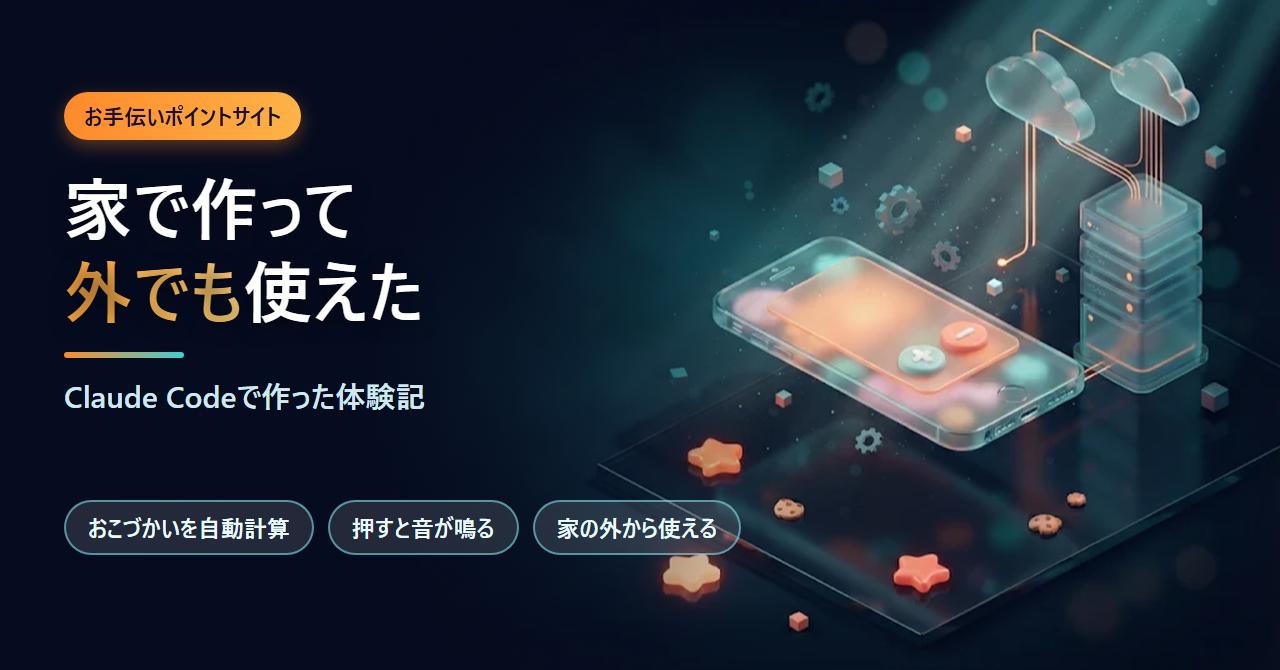 お手伝いポイントサイト
家で作って
外でも使えた
Claude Codeで作った体験記
おこづかいを自動計算
押すと音が鳴る
家の外から使える